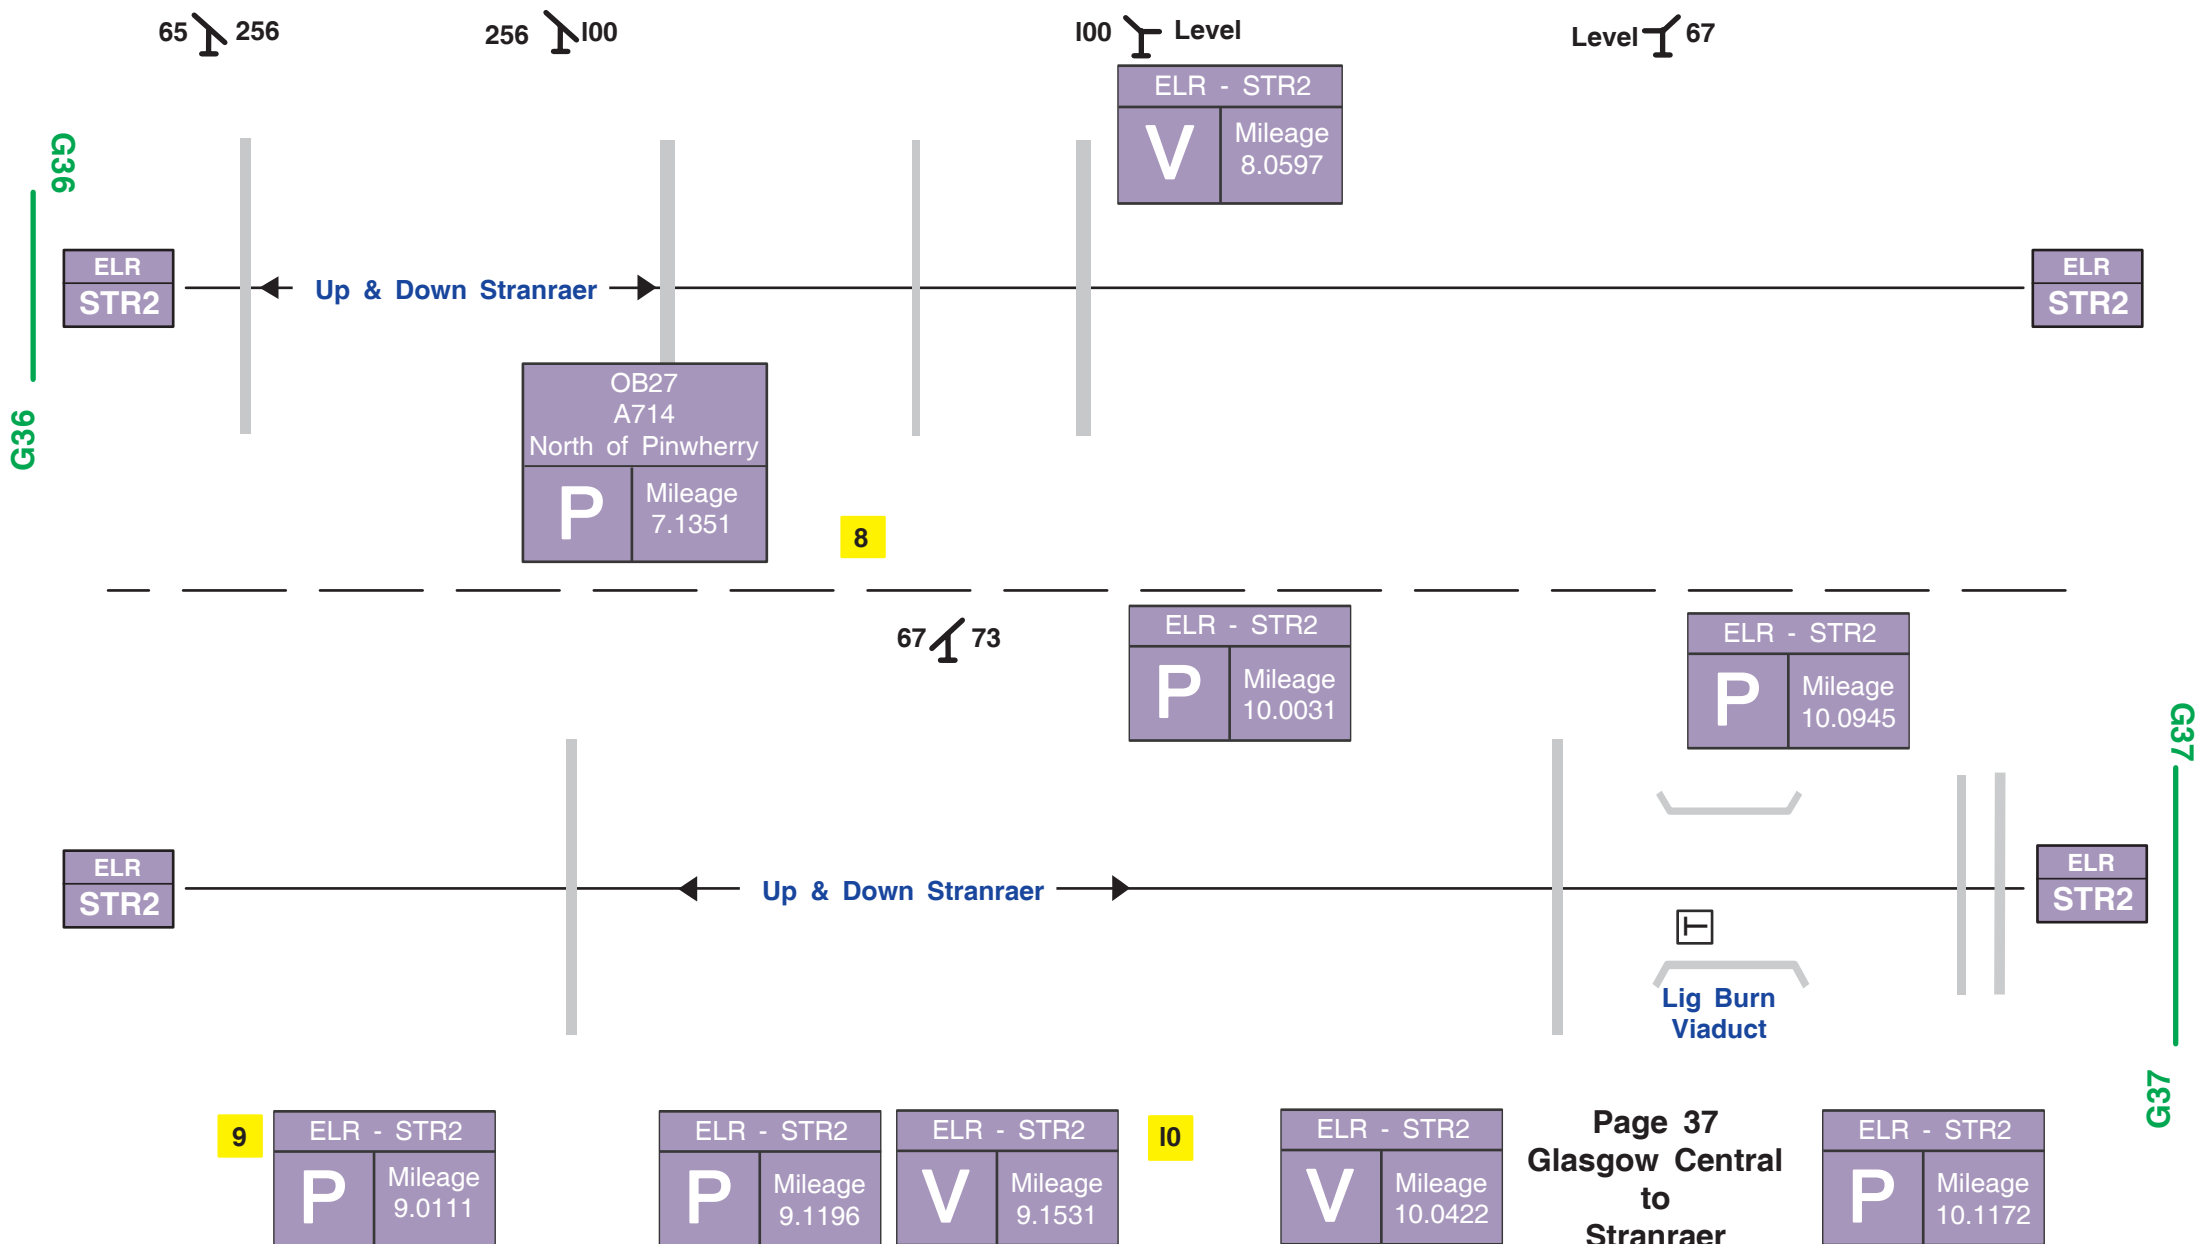 65 256
256 I00
I00 Level
Level 67
ELR - STR2
V
Mileage
8.0597
G36
G36
ELR
STR2
Up & Down Stranraer
ELR
STR2
OB27
A714
North of Pinwherry
P
Mileage
7.1351
8
67 73
ELR - STR2
P
Mileage
10.0031
ELR - STR2
P
Mileage
10.0945
G37
ELR
STR2
Up & Down Stranraer
T
ELR
STR2
Lig Burn
Viaduct
G37
9
ELR - STR2
P
Mileage
9.0111
ELR - STR2
P
Mileage
9.1196
ELR - STR2
V
Mileage
9.1531
I0
ELR - STR2
V
Mileage
10.0422
Page 37
Glasgow Central
to
Stranraer
ELR - STR2
P
Mileage
10.1172